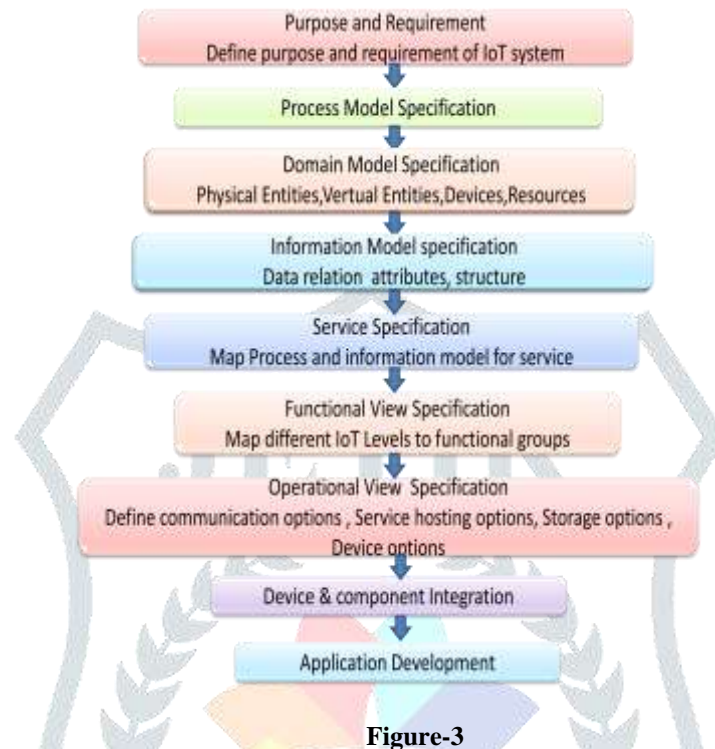 Purpose and Requirement
Define purpose and requirement of IoT system
Process Model Specification
Domain Model Specification
Physical Entities,Vertual Entities,Devices,Resources
Information Model specification
Data relation attributes, structure
Service Specification
Map Process and information model for service
Functional View Specification
Map different IoT Levels to functional groups
Operational View Specification
Define communication options , Service hosting options, Storage options ,
Device options
Device & component Integration
Application Development
Figure-3